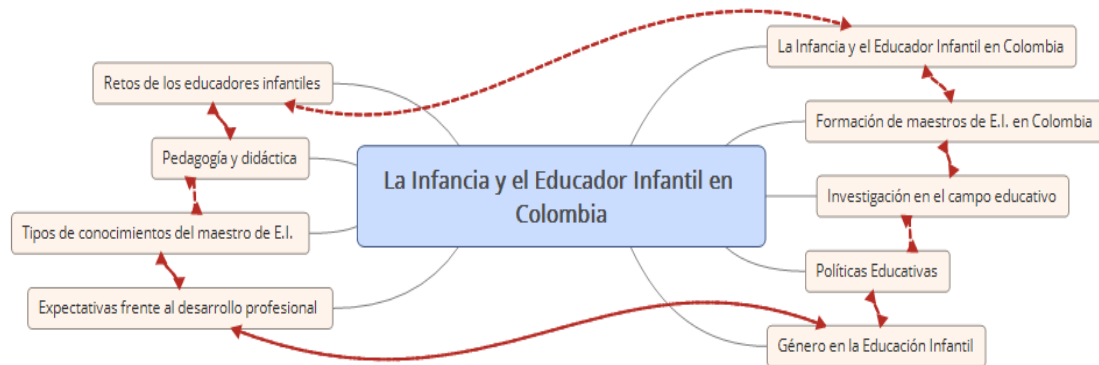 La Infancia y el Educador Infantil en
Colombia
La Infancia y el Educador Infantil en Colombia
Formación de maestros de E.I. en Colombia
Investigación en el campo educativo
Políticas Educativas
Género en la Educación Infantil
Retos de los educadores infantiles
Pedagogía y didáctica
Tipos de conocimientos del maestro de E.I.
Expectativas frente al desarrollo profesional